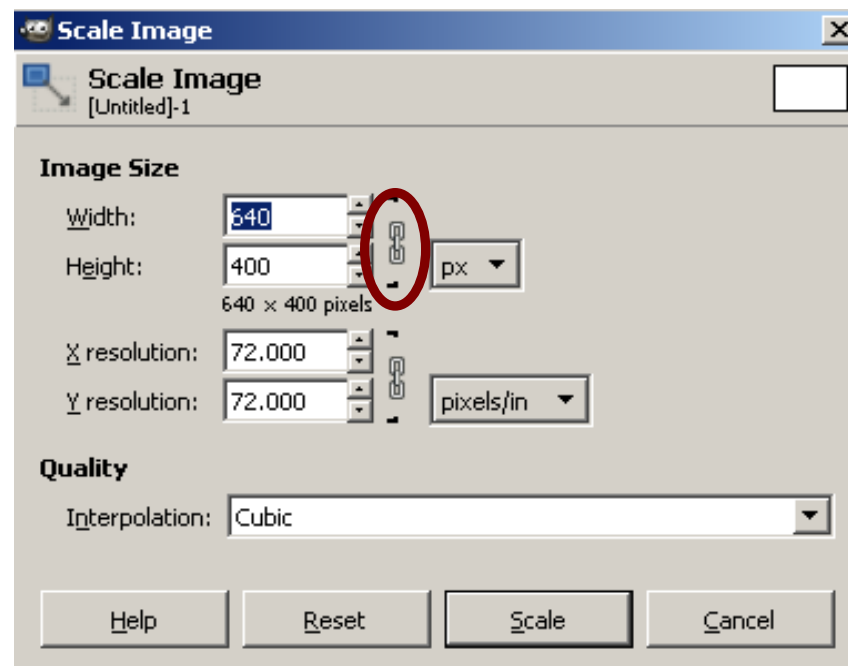 Scale Image
Scale Image
[Untitled]-1
Image Size
Width: 640
Height: 400 px
640 × 400 pixels
X resolution: 72.000
Y resolution: 72.000 pixels/in
Quality
Interpolation: Cubic
Help Reset Scale Cancel